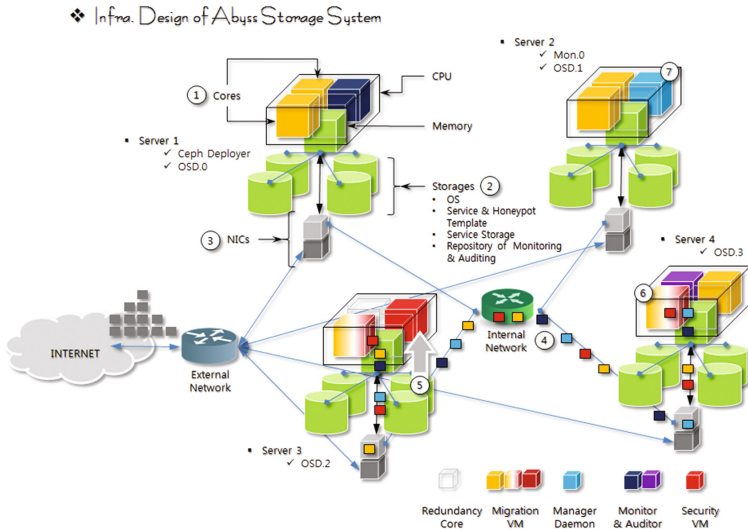 ❖ Infra. Design of Abyss Storage System
▪ Server 2
✓ Mon.0
✓ OSD.1
7
CPU
1 Cores
Memory
▪ Server 1
✓ Ceph Deployer
✓ OSD.0
Storages 2
• OS
• Service & Honeypot
Template
• Service Storage
• Repository of Monitoring
& Auditing
3 NICs
▪ Server 4
✓ OSD.3
6
INTERNET
External
Network
Internal
Network
4
5
▪ Server 3
✓ OSD.2
Redundancy
Core
Migration
VM
Manager
Daemon
Monitor
& Auditor
Security
VM